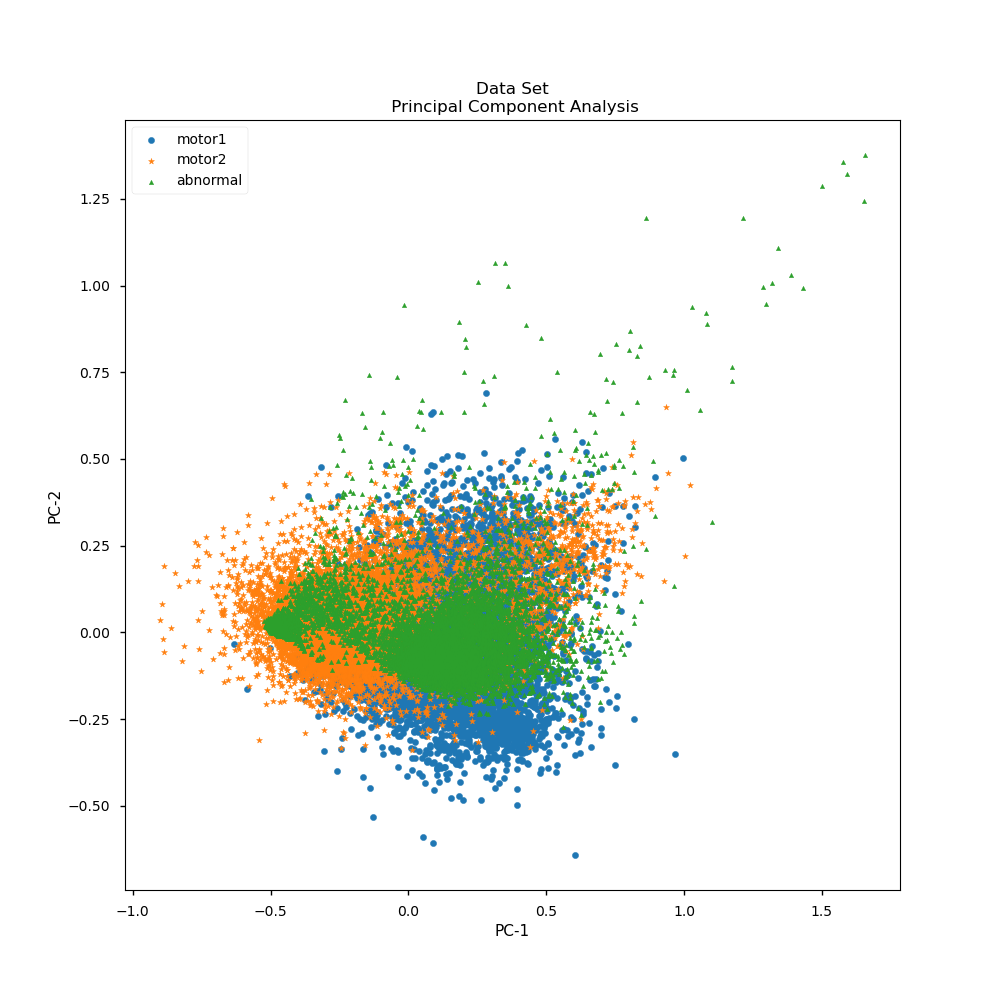 Data Set
Principal Component Analysis
motor1
motor2
abnormal
1.25
1.00
0.75
0.50
0.25
0.00
−0.25
−0.50
PC-2
−1.0
−0.5
0.0
0.5
1.0
1.5
PC-1